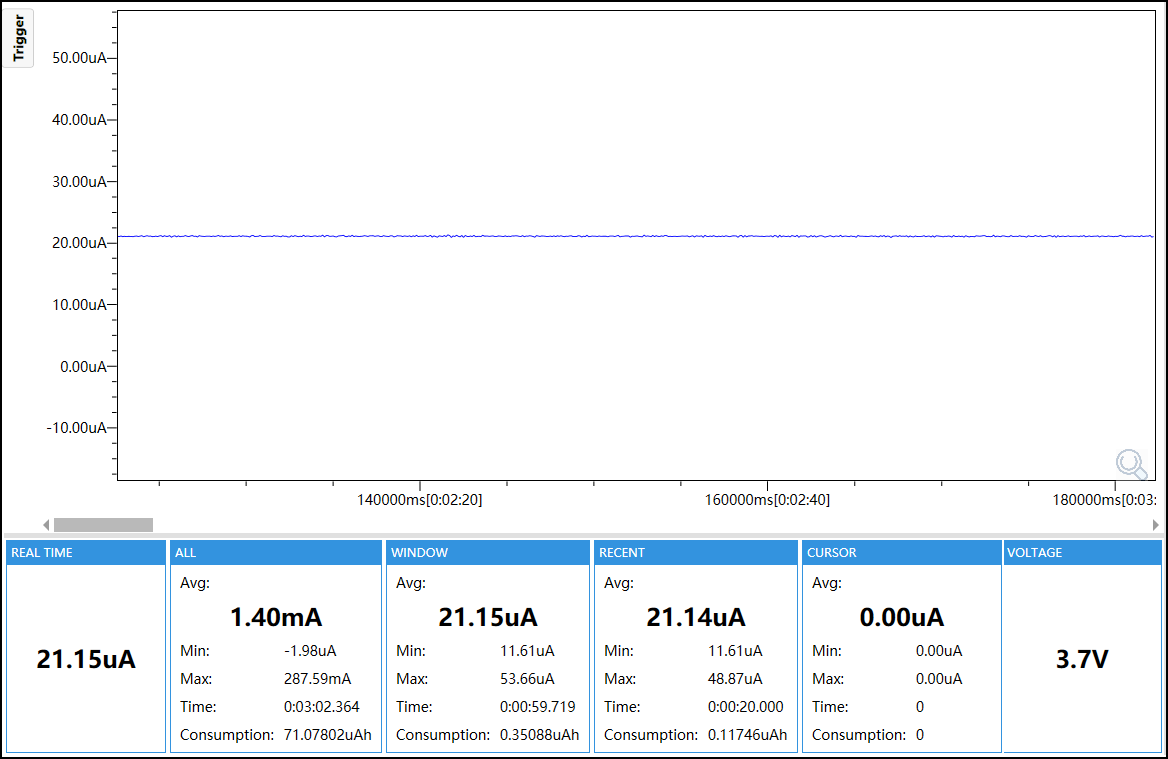 Trigger
50.00uA
40.00uA
30.00uA
20.00uA
10.00uA
0.00uA
-10.00uA
140000ms[0:02:20] 160000ms[0:02:40] 180000ms[0:03:
REAL TIME
21.15uA
ALL
Avg:
1.40mA
Min: -1.98uA
Max: 287.59mA
Time: 0:03:02.364
Consumption: 71.07802uAh
WINDOW
Avg:
21.15uA
Min: 11.61uA
Max: 53.66uA
Time: 0:00:59.719
Consumption: 0.35088uAh
RECENT
Avg:
21.14uA
Min: 11.61uA
Max: 48.87uA
Time: 0:00:20.000
Consumption: 0.11746uAh
CURSOR
Avg:
0.00uA
Min: 0.00uA
Max: 0.00uA
Time: 0
Consumption: 0
VOLTAGE
3.7V